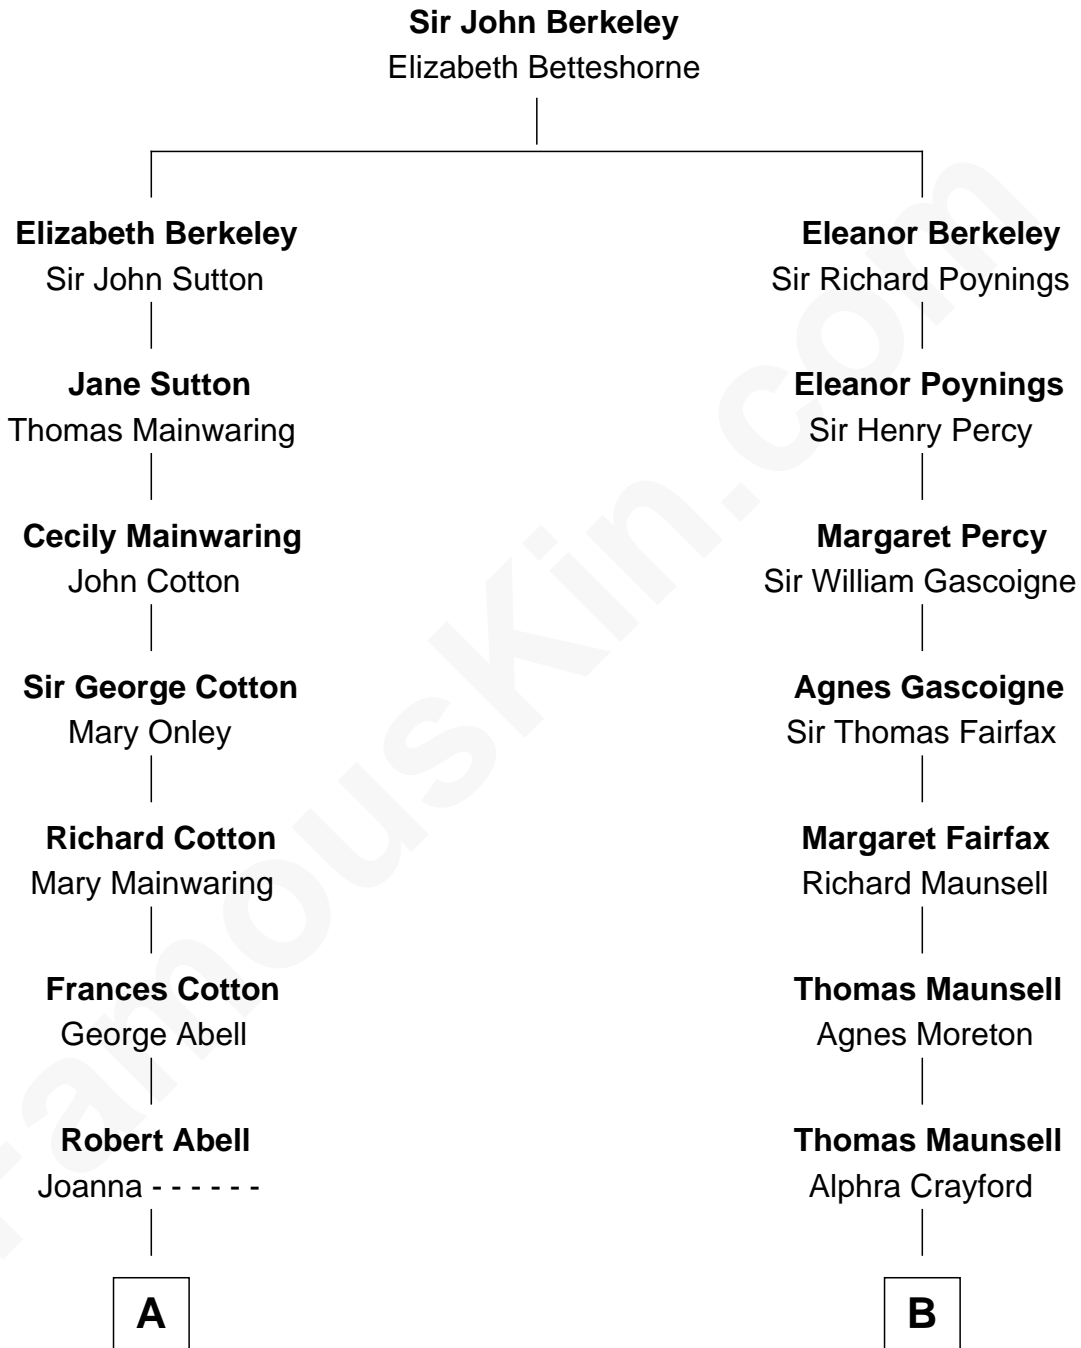 Sir John Berkeley
Elizabeth Betteshorne
Elizabeth Berkeley
Sir John Sutton
Eleanor Berkeley
Sir Richard Poynings
Jane Sutton
Thomas Mainwaring
Eleanor Poynings
Sir Henry Percy
Cecily Mainwaring
John Cotton
Margaret Percy
Sir William Gascoigne
Sir George Cotton
Mary Onley
Agnes Gascoigne
Sir Thomas Fairfax
Richard Cotton
Mary Mainwaring
Margaret Fairfax
Richard Maunsell
Frances Cotton
George Abell
Thomas Maunsell
Agnes Moreton
Robert Abell
Joanna - - - - - -
Thomas Maunsell
Alphra Crayford
A
B
FamousKin.com